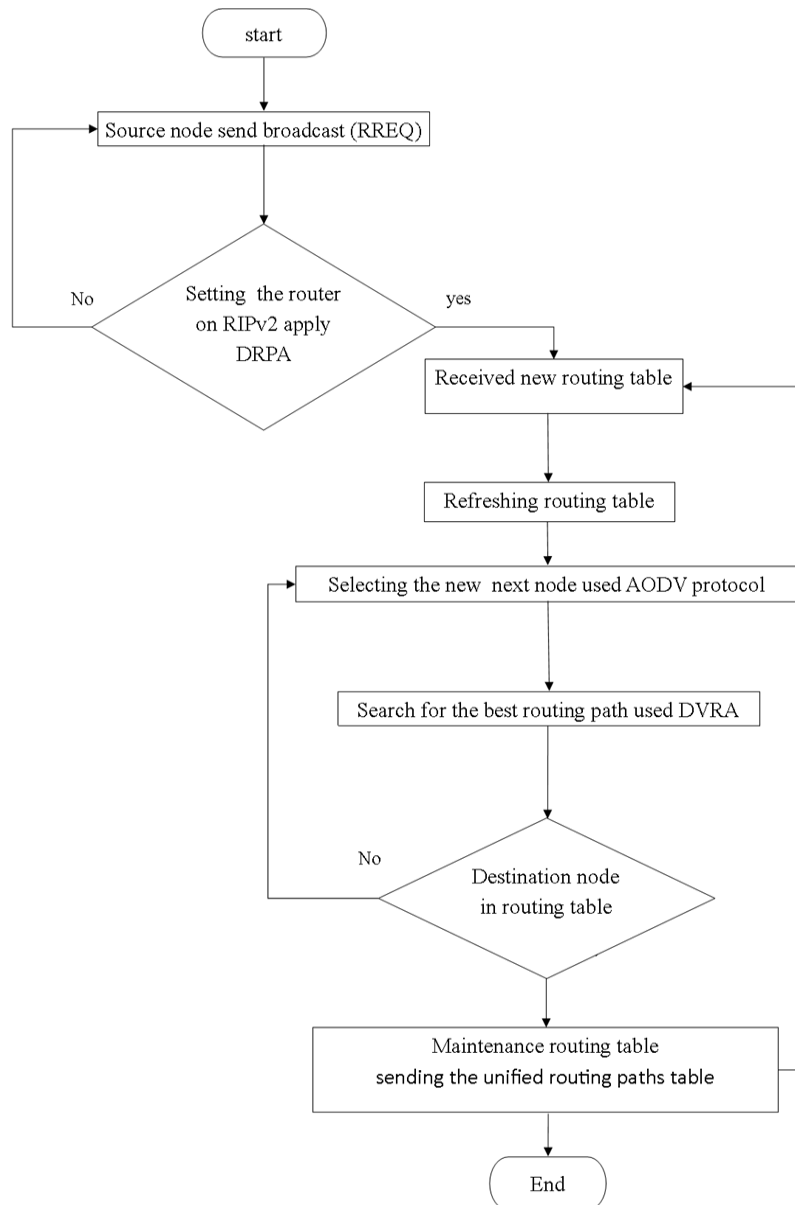 start
Source node send broadcast (RREQ)
No
Setting the router
on RIPv2 apply
DRPA
yes
Received new routing table
Refreshing routing table
Selecting the new next node used AODV protocol
Search for the best routing path used DVRA
No
Destination node
in routing table
Maintenance routing table
sending the unified routing paths table
End